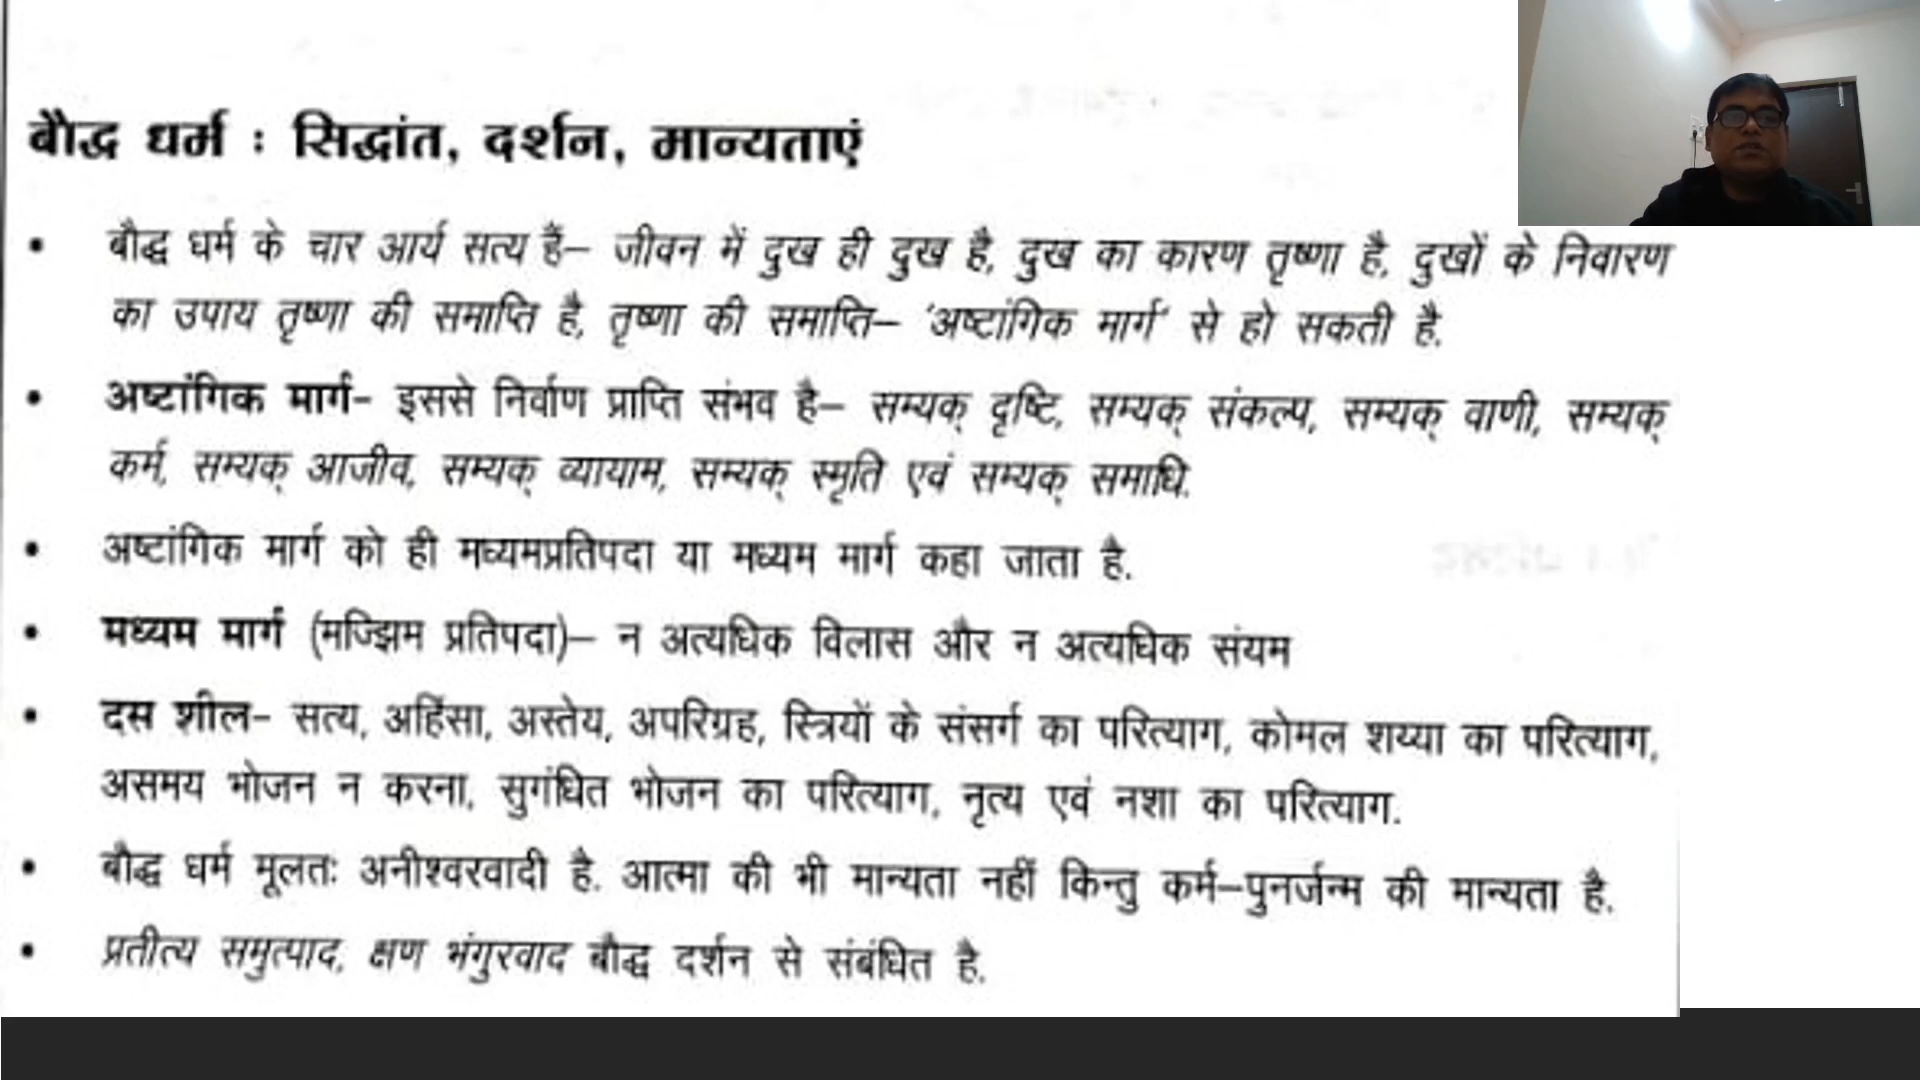 बौद्ध धर्म : सिद्धांत, दर्शन, मान्यताएं
• बौद्ध धर्म के चार आर्य सत्य हैं– जीवन में दुख ही दुख है, दुख का कारण तृष्णा है, दुखों के निवारण
का उपाय तृष्णा की समाप्ति है, तृष्णा की समाप्ति– 'अष्टांगिक मार्ग' से हो सकती है.
• अष्टांगिक मार्ग– इससे निर्वाण प्राप्ति संभव है– सम्यक् दृष्टि, सम्यक् संकल्प, सम्यक् वाणी, सम्यक्
कर्म, सम्यक् आजीव, सम्यक् व्यायाम, सम्यक् स्मृति एवं सम्यक् समाधि.
• अष्टांगिक मार्ग को ही मध्यमप्रतिपदा या मध्यम मार्ग कहा जाता है.
• मध्यम मार्ग (मज्झिम प्रतिपदा)– न अत्यधिक विलास और न अत्यधिक संयम
• दस शील– सत्य, अहिंसा, अस्तेय, अपरिग्रह, स्त्रियों के संसर्ग का परित्याग, कोमल शय्या का परित्याग,
असमय भोजन न करना, सुगंधित भोजन का परित्याग, नृत्य एवं नशा का परित्याग.
• बौद्ध धर्म मूलतः अनीश्वरवादी है. आत्मा की भी मान्यता नहीं किन्तु कर्म–पुनर्जन्म की मान्यता है.
• प्रतीत्य समुत्पाद, क्षण भंगुरवाद बौद्ध दर्शन से संबंधित है.